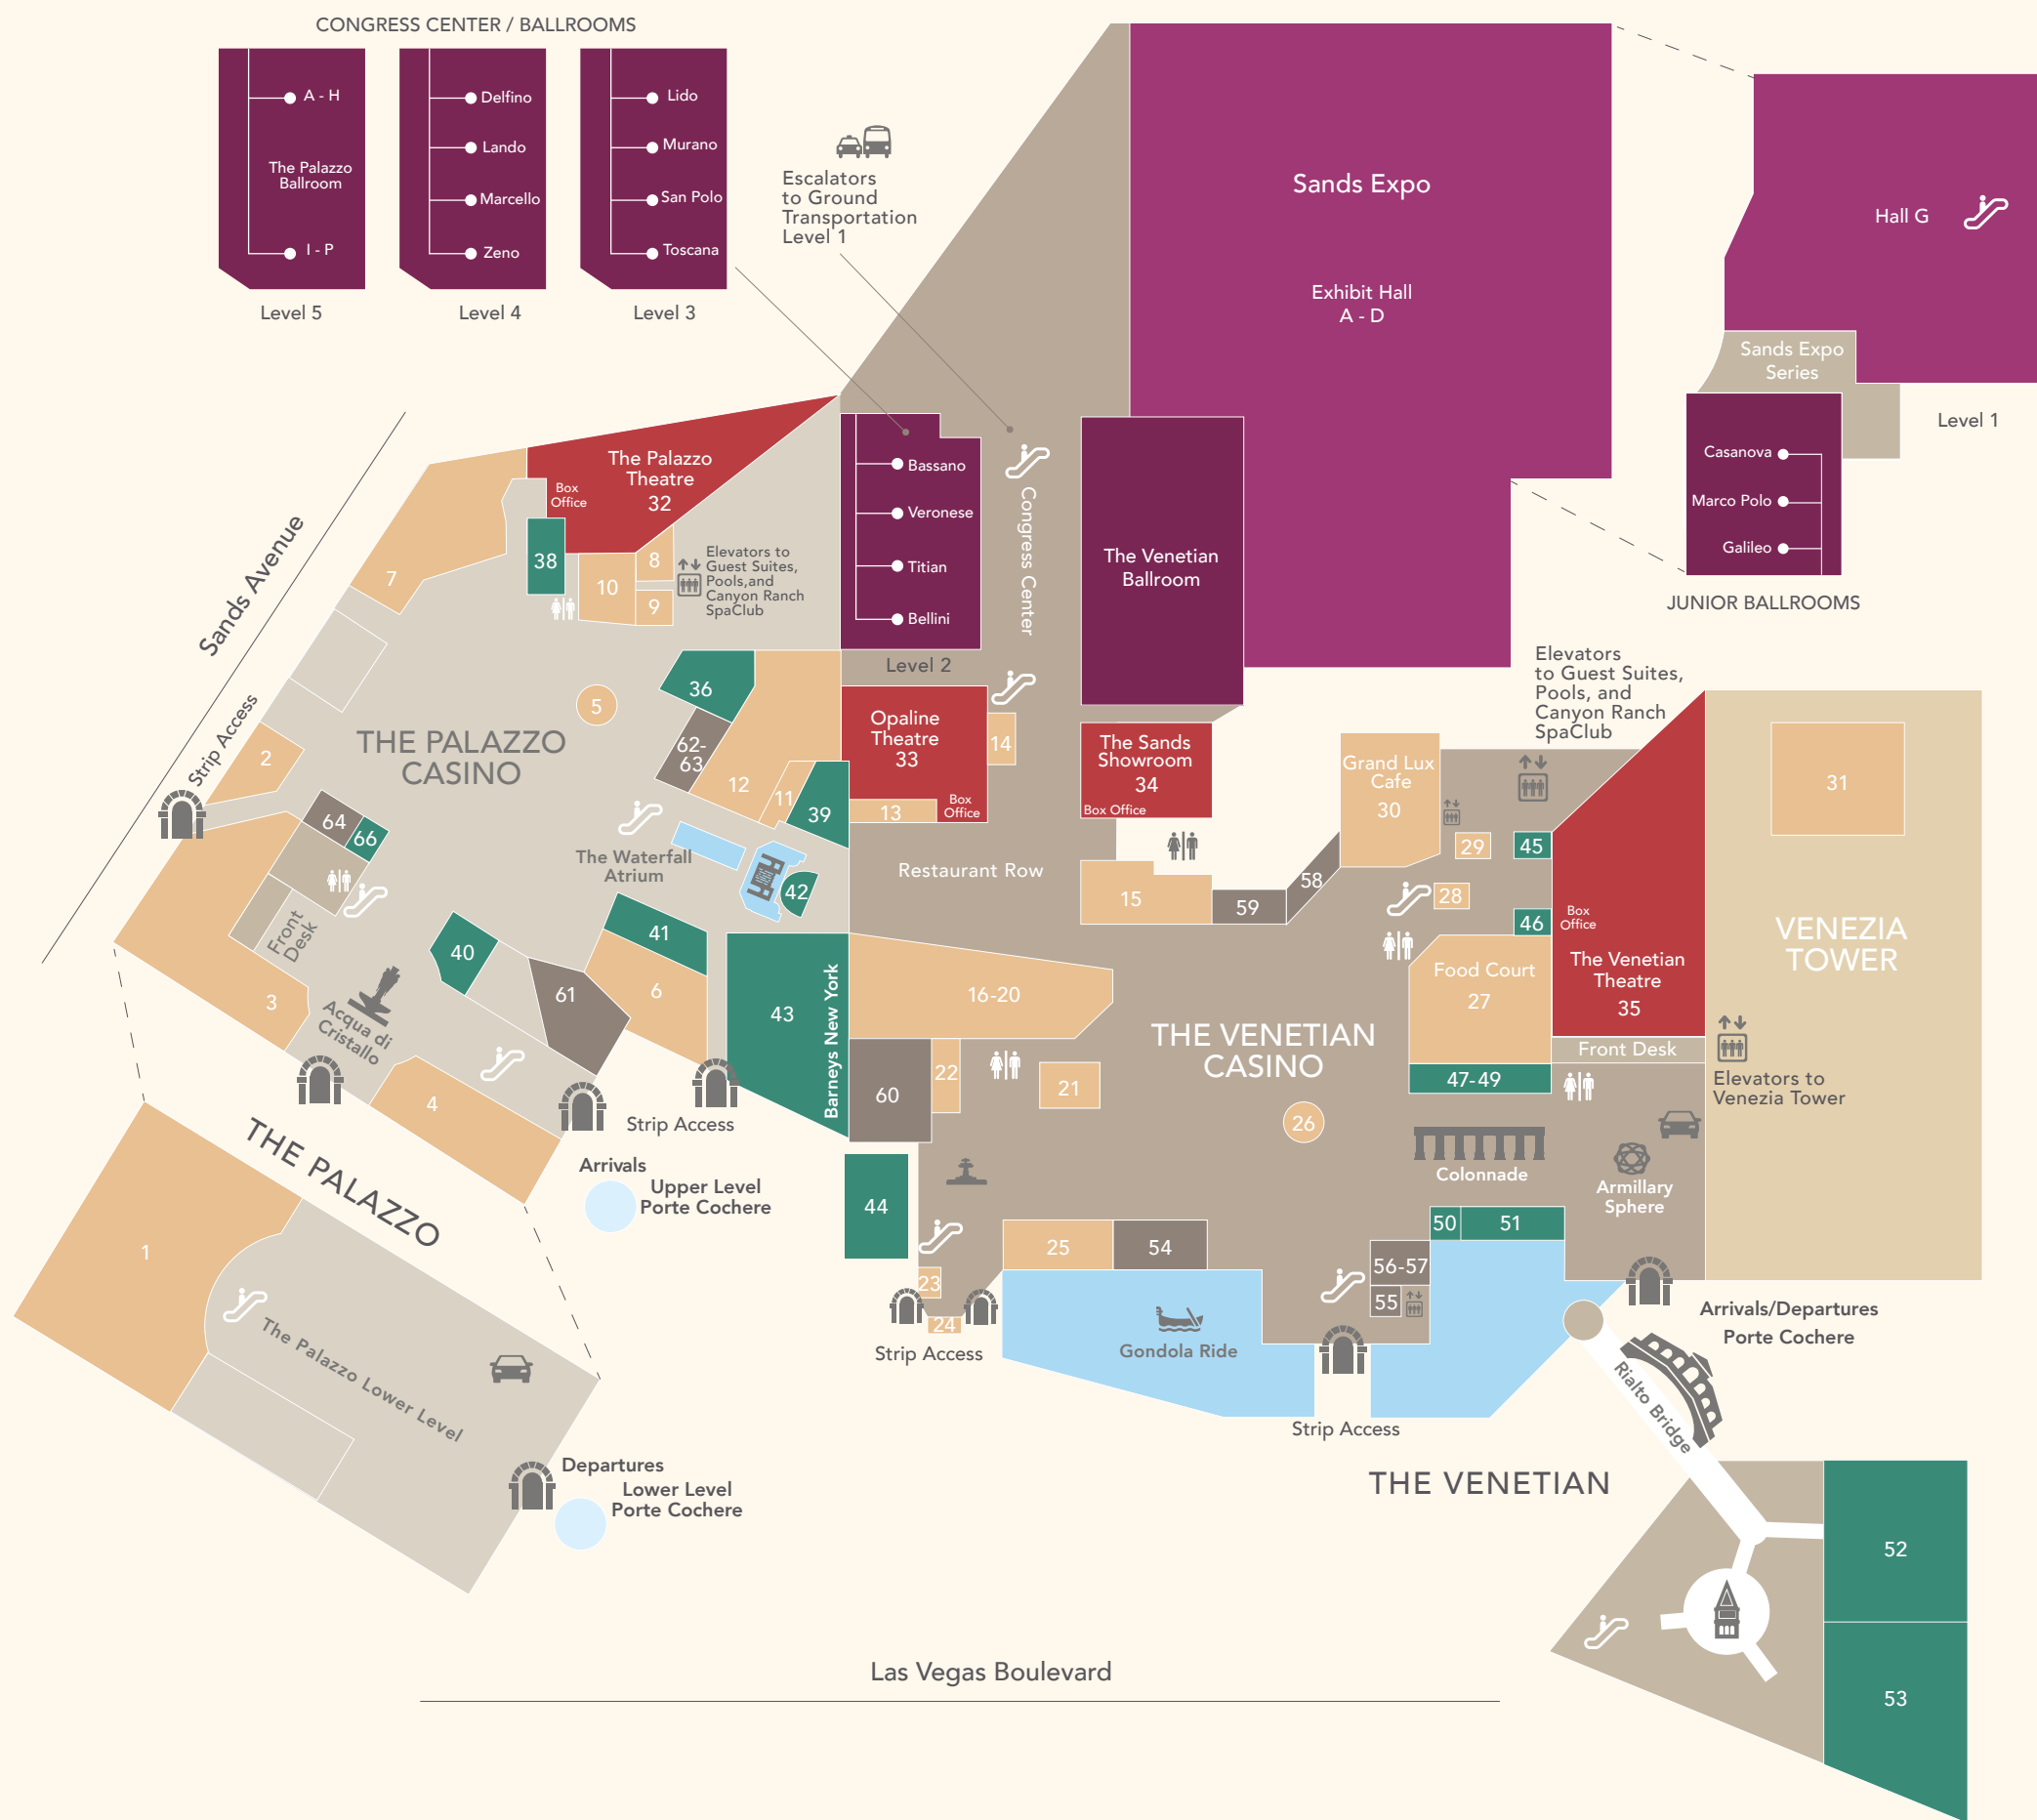 CONGRESS CENTER / BALLROOMS
A - H
The Palazzo
Ballroom
I - P
Level 5
Delfino
Lando
Marcello
Zeno
Level 4
Lido
Murano
San Polo
Toscana
Level 3
Escalators
to Ground
Transportation
Level 1
Sands Expo
Exhibit Hall
A - D
Hall G
Sands Expo
Series
Level 1
Casanova
Marco Polo
Galileo
JUNIOR BALLROOMS
Bassano
Veronese
Titian
Bellini
Level 2
Congress Center
The Venetian
Ballroom
Sands Avenue
Strip Access
The Palazzo
Theatre
32
Box
Office
38
7
10
8
9
Elevators to
Guest Suites,
Pools,and
Canyon Ranch
SpaClub
5
36
62-
63
12
11
39
2
THE PALAZZO
CASINO
64
66
Front
Desk
3
The Waterfall
Atrium
42
41
40
61
6
Acqua di
Cristallo
4
Strip Access
Opaline
Theatre
33
14
13
Box
Office
The Sands
Showroom
34
Box Office
Restaurant Row
15
59
58
Grand Lux
Cafe
30
Elevators
to Guest Suites,
Pools, and
Canyon Ranch
SpaClub
29
45
28
46
Box
Office
The Venetian
Theatre
35
Food Court
27
47-49
Front Desk
31
VENEZIA
TOWER
Elevators to
Venezia Tower
43
Barneys New York
16-20
60
22
21
THE VENETIAN
CASINO
26
Colonnade
Armillary
Sphere
44
23
24
Strip Access
25
54
50
51
56-57
55
Gondola Ride
Strip Access
Arrivals/Departures
Porte Cochere
Rialto Bridge
THE VENETIAN
52
53
THE PALAZZO
Arrivals
Upper Level
Porte Cochere
1
The Palazzo Lower Level
Departures
Lower Level
Porte Cochere
Las Vegas Boulevard